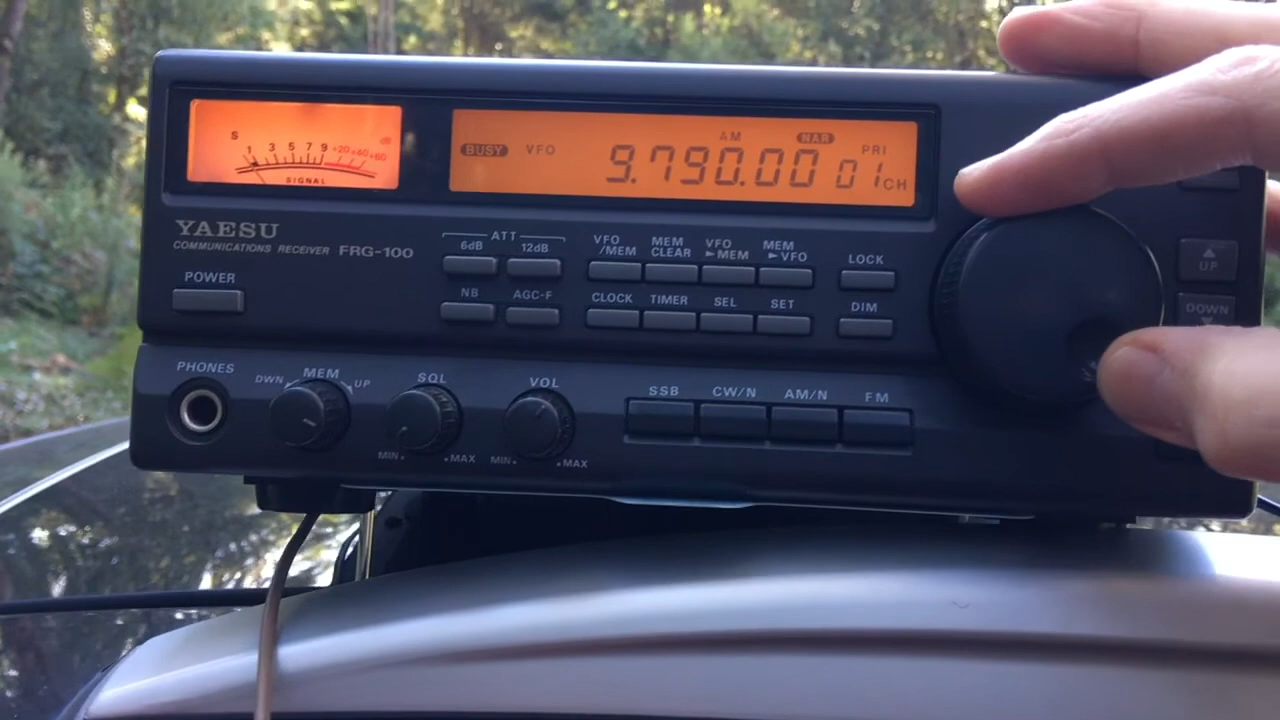 S 1 3 5 7 9 +20 +40 +60 dB
SIGNAL
BUSY VFO AM NAR PRI
9.790.00 01 CH
YAESU
COMMUNICATIONS RECEIVER FRG-100
POWER
ATT
6dB 12dB
NB AGC-F
VFO /MEM
MEM CLEAR
VFO ►MEM
MEM ►VFO
LOCK
CLOCK TIMER SEL SET DIM
▲
UP
DOWN
▼
PHONES
DWN MEM UP
SQL
MIN MAX
VOL
MIN MAX
SSB CW/N AM/N FM